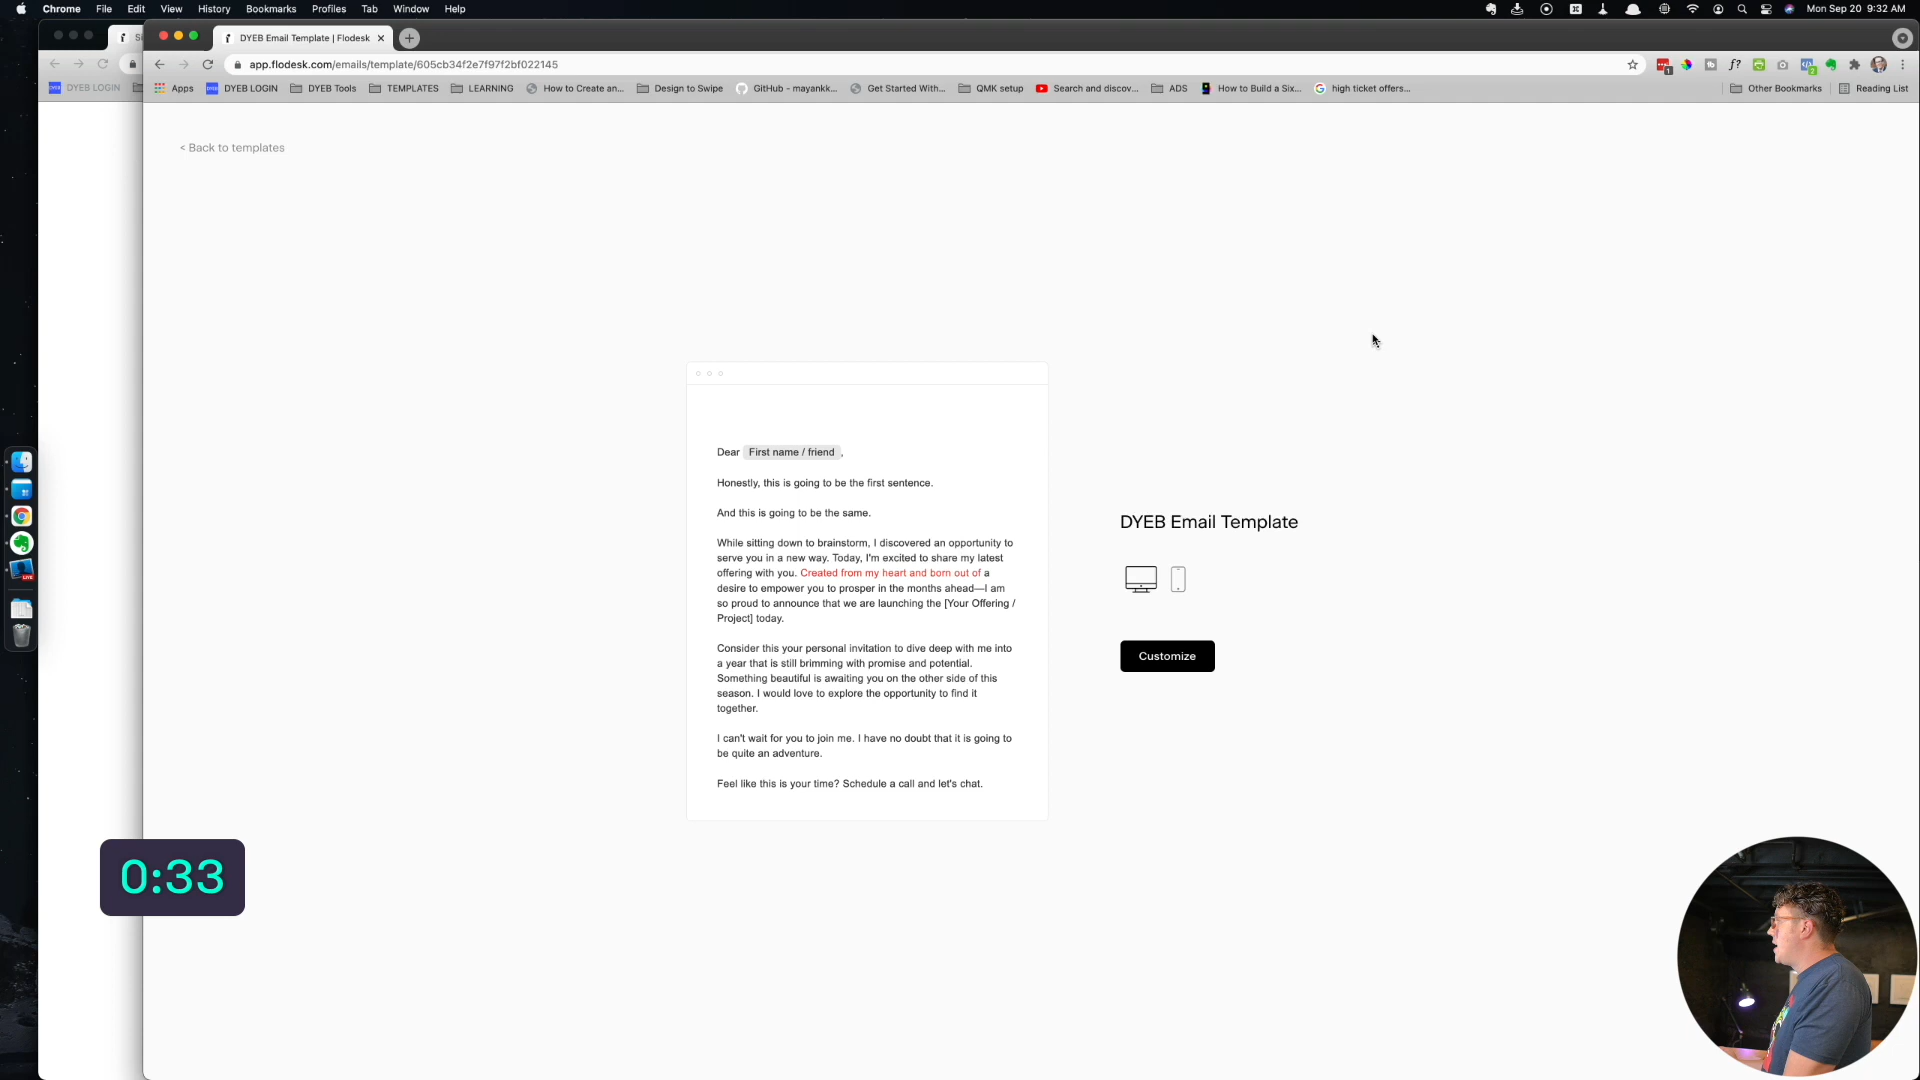 Chrome File Edit View History Bookmarks Profiles Tab Window Help
Mon Sep 20 9:32 AM
DYEB Email Template | Flodesk
app.flodesk.com/emails/template/605cb34f2e7f97f2bf022145
DYEB LOGIN
Apps DYEB LOGIN DYEB Tools TEMPLATES LEARNING How to Create an... Design to Swipe GitHub - mayankk... Get Started With... QMK setup Search and discov... ADS How to Build a Six... high ticket offers... Other Bookmarks Reading List
< Back to templates
Dear First name / friend ,
Honestly, this is going to be the first sentence.
And this is going to be the same.
While sitting down to brainstorm, I discovered an opportunity to
serve you in a new way. Today, I'm excited to share my latest
offering with you. Created from my heart and born out of a
desire to empower you to prosper in the months ahead—I am
so proud to announce that we are launching the [Your Offering /
Project] today.
Consider this your personal invitation to dive deep with me into
a year that is still brimming with promise and potential.
Something beautiful is awaiting you on the other side of this
season. I would love to explore the opportunity to find it
together.
I can't wait for you to join me. I have no doubt that it is going to
be quite an adventure.
Feel like this is your time? Schedule a call and let's chat.
DYEB Email Template
Customize
0:33